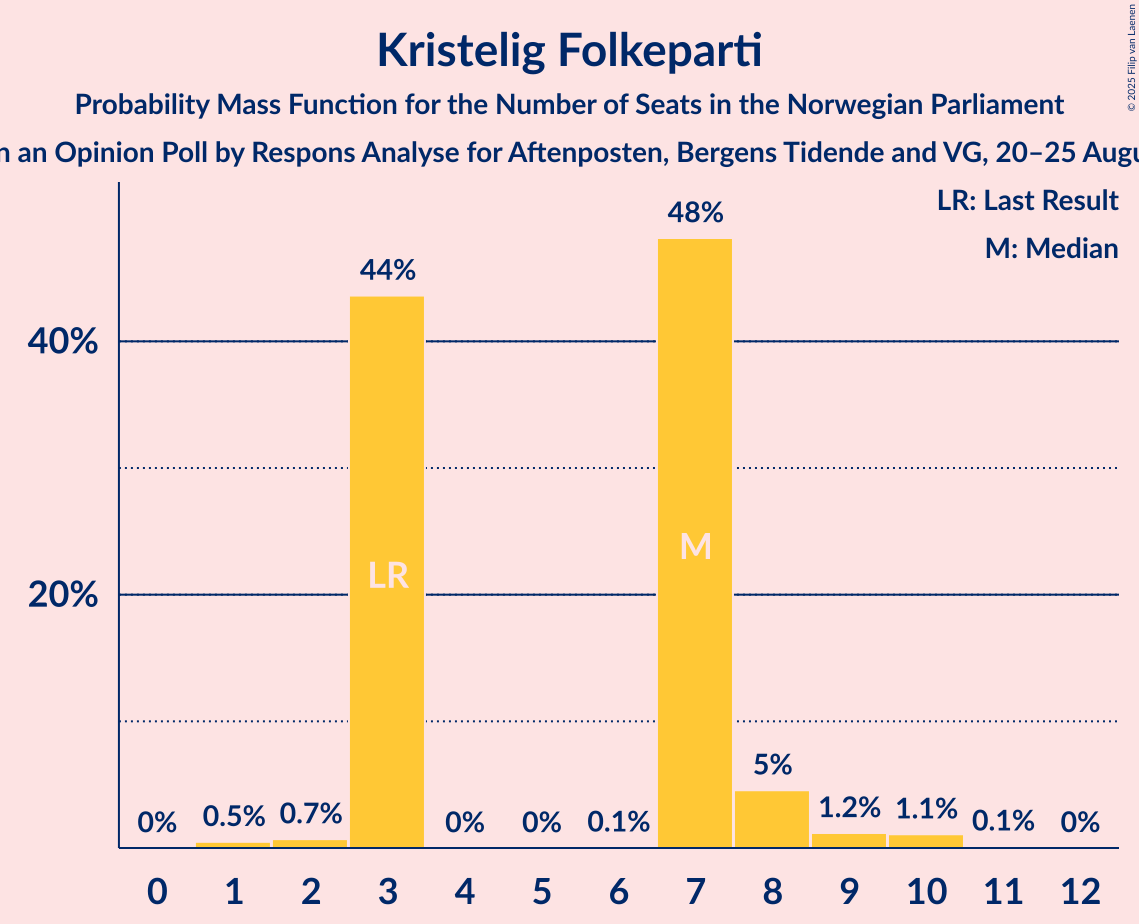 © 2025 Filip van Laenen
Kristelig Folkeparti
Probability Mass Function for the Number of Seats in the Norwegian Parliament
an Opinion Poll by Respons Analyse for Aftenposten, Bergens Tidende and VG, 20–25
LR: Last Result
M: Median
48%
44%
40%
M
LR
20%
5%
0% 0.5% 0.7% 0% 0% 0.1% 1.2% 1.1% 0.1% 0%
0 1 2 3 4 5 6 7 8 9 10 11 12